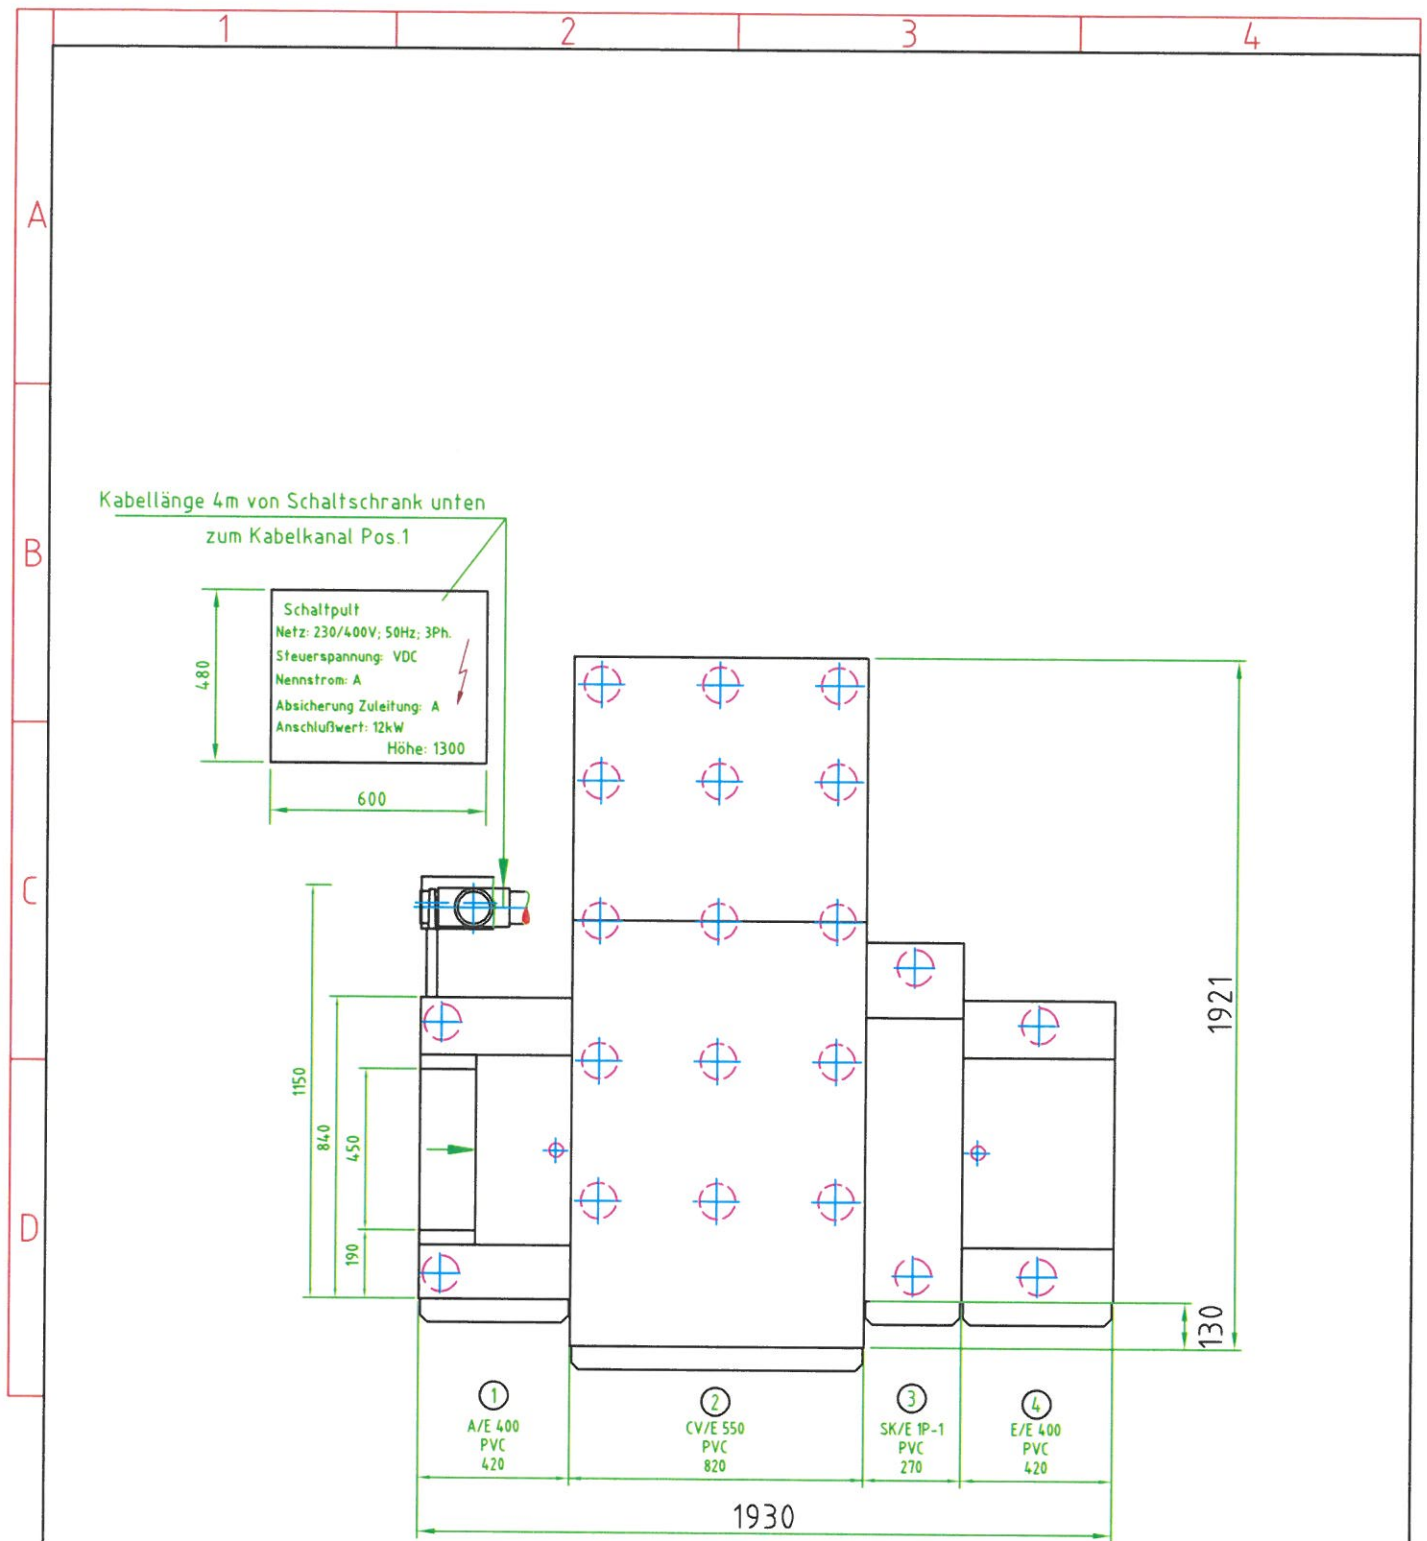 1 2 3 4
A
B
C
D
Kabellänge 4m von Schaltschrank unten
zum Kabelkanal Pos.1
Schaltpult
Netz: 230/400V; 50Hz; 3Ph.
Steuerspannung: VDC
Nennstrom: A
Absicherung Zuleitung: A
Anschlußwert: 12kW
Höhe: 1300
480
600
1150
840
450
190
1921
130
1
A/E 400
PVC
420
2
CV/E 550
PVC
820
3
SK/E 1P-1
PVC
270
4
E/E 400
PVC
420
1930